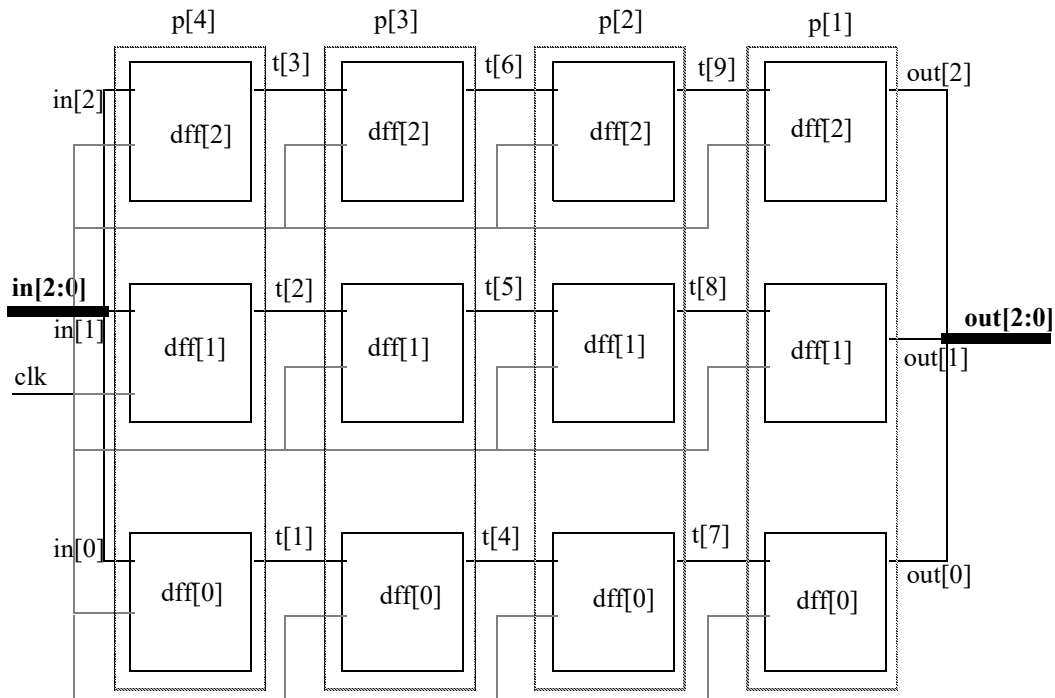 p[4] p[3] p[2] p[1]
t[3] t[6] t[9] out[2]
in[2]
dff[2] dff[2] dff[2] dff[2]
in[2:0] t[2] t[5] t[8]
in[1] out[2:0]
dff[1] dff[1] dff[1] dff[1]
out[1]
clk
in[0] t[1] t[4] t[7]
out[0]
dff[0] dff[0] dff[0] dff[0]